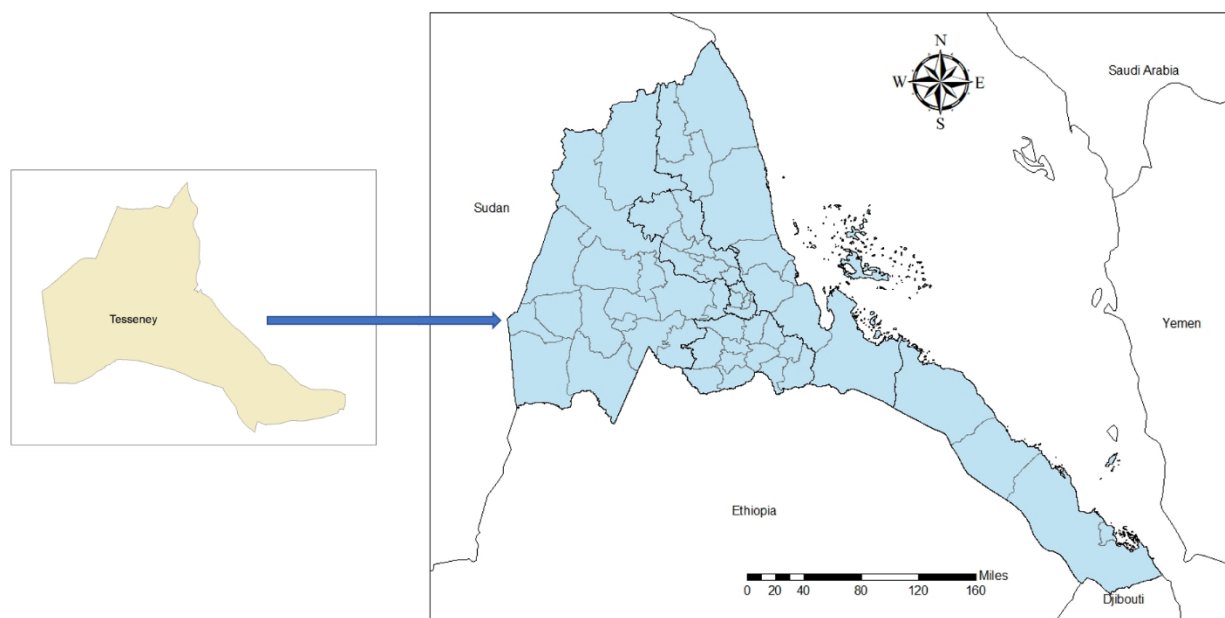 N
W E
S
Saudi Arabia
Sudan
Tesseney
Yemen
Ethiopia
Miles
0 20 40 80 120 160
Djibouti